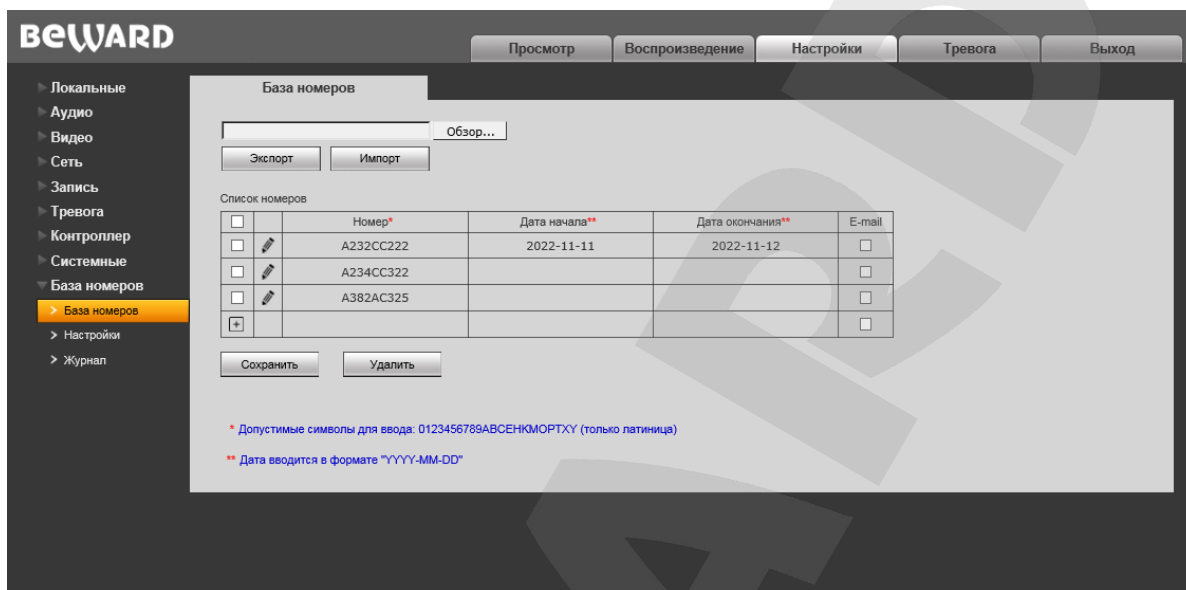 BEWARD
Просмотр Воспроизведение Настройки Тревога Выход
Локальные
Аудио
Видео
Сеть
Запись
Тревога
Контроллер
Системные
База номеров
База номеров
Настройки
Журнал
База номеров
Обзор...
Экспорт Импорт
Список номеров
Номер* Дата начала** Дата окончания** E-mail
A232CC222 2022-11-11 2022-11-12
A234CC322
A382AC325
Сохранить Удалить
* Допустимые символы для ввода: 0123456789ABCEHKMOPTXY (только латиница)
** Дата вводится в формате "YYYY-MM-DD"